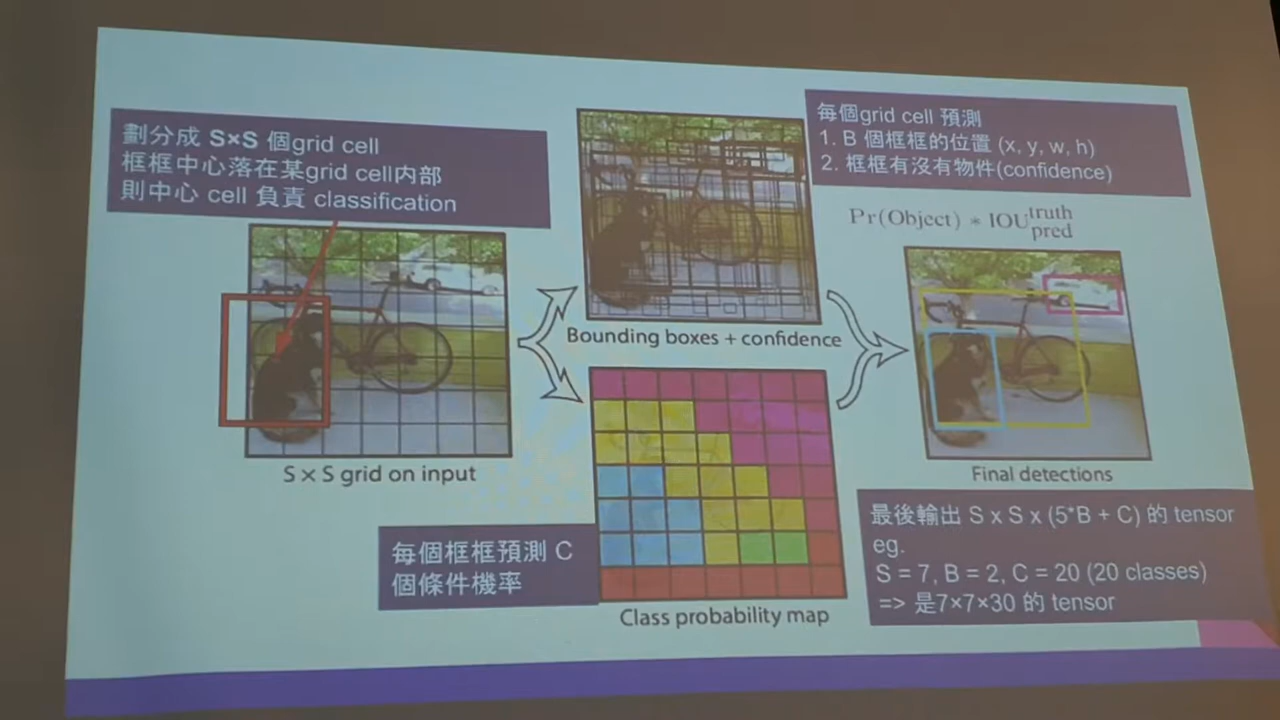 劃分成 S×S 個grid cell
框框中心落在某grid cell内部
則中心 cell 負責 classification
每個grid cell 預測
1. B 個框框的位置 (x, y, w, h)
2. 框框有沒有物件(confidence)
Pr(Object) * IOU truth pred
Bounding boxes + confidence
S × S grid on input
Final detections
每個框框預測 C
個條件機率
Class probability map
最後輸出 S x S x (5*B + C) 的 tensor
eg.
S = 7, B = 2, C = 20 (20 classes)
=> 是7×7×30 的 tensor